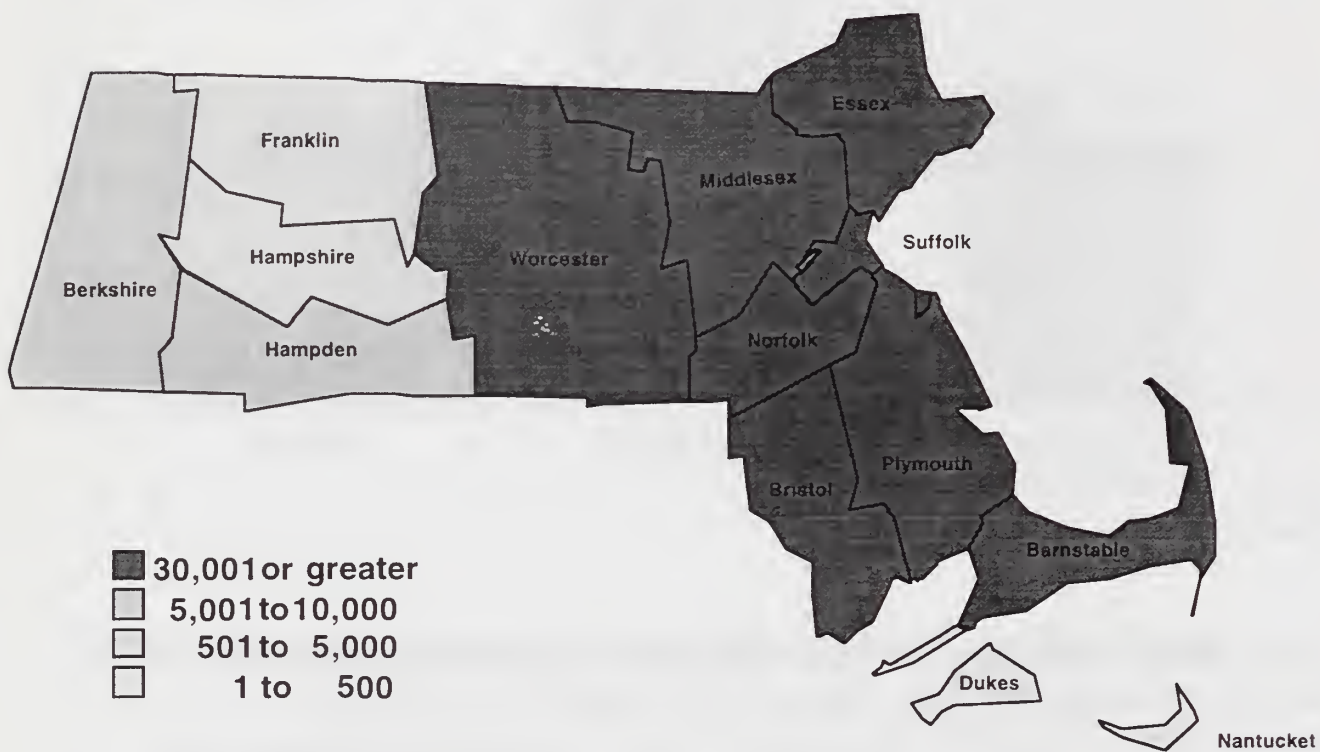 Essex
Franklin
Middlesex
Hampshire
Suffolk
Worcester
Berkshire
Norfolk
Hampden
Plymouth
Bristol
Barnstable
30,001 or greater
5,001 to 10,000
501 to 5,000
1 to 500
Dukes
Nantucket